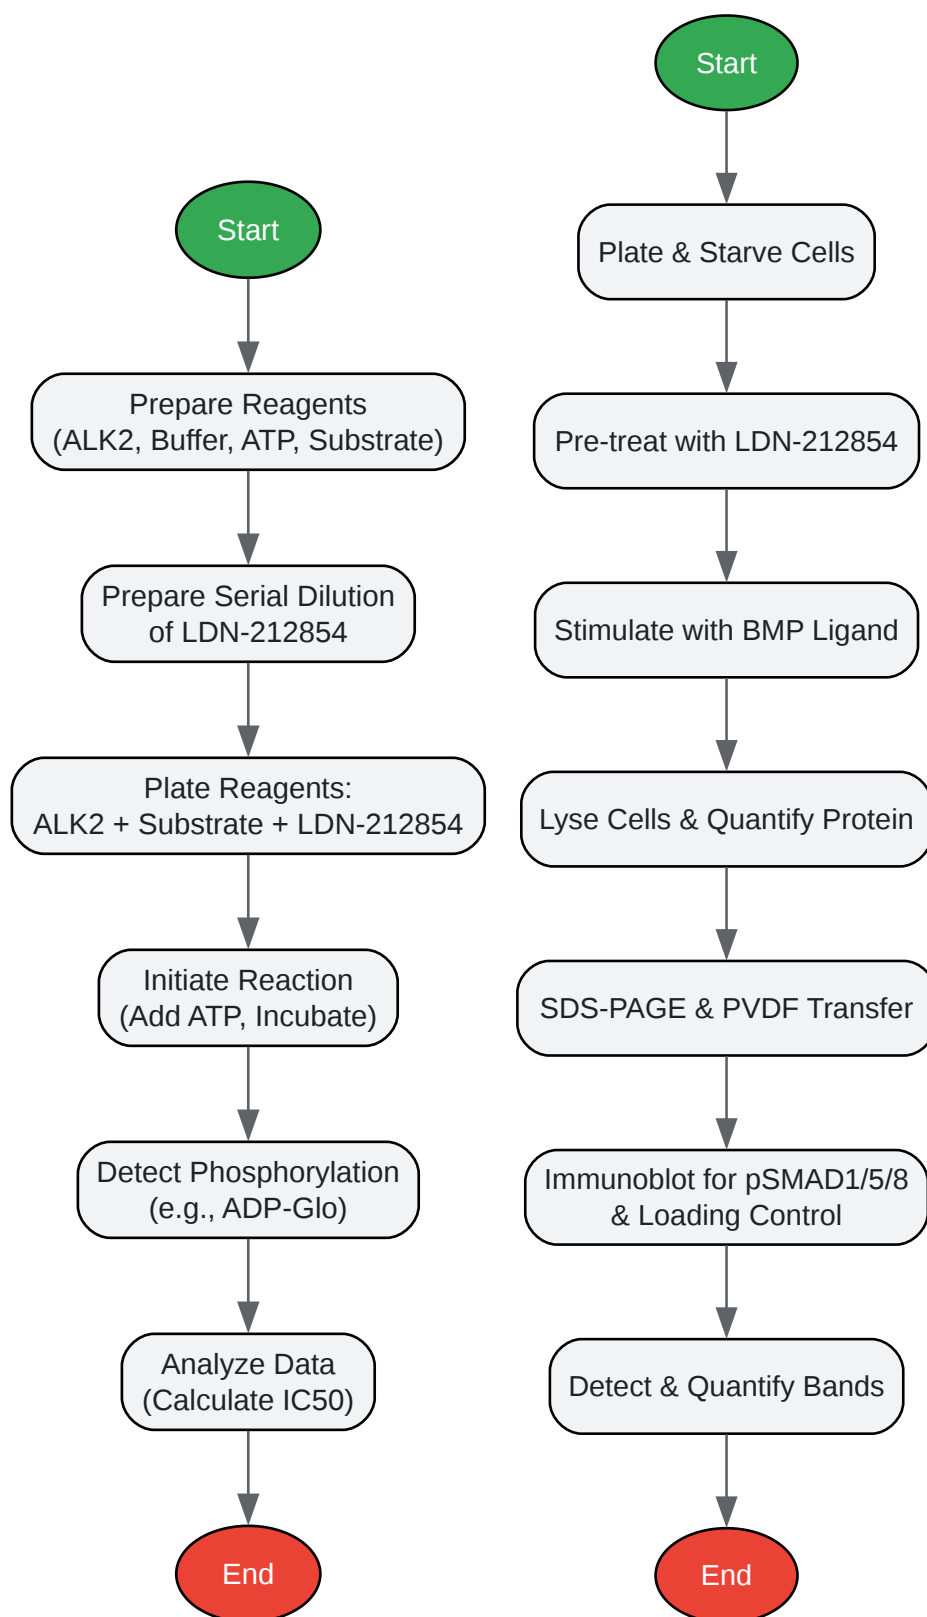 Start
Prepare Reagents
(ALK2, Buffer, ATP, Substrate)
Prepare Serial Dilution
of LDN-212854
Plate Reagents:
ALK2 + Substrate + LDN-212854
Initiate Reaction
(Add ATP, Incubate)
Detect Phosphorylation
(e.g., ADP-Glo)
Analyze Data
(Calculate IC50)
End
Start
Plate & Starve Cells
Pre-treat with LDN-212854
Stimulate with BMP Ligand
Lyse Cells & Quantify Protein
SDS-PAGE & PVDF Transfer
Immunoblot for pSMAD1/5/8
& Loading Control
Detect & Quantify Bands
End